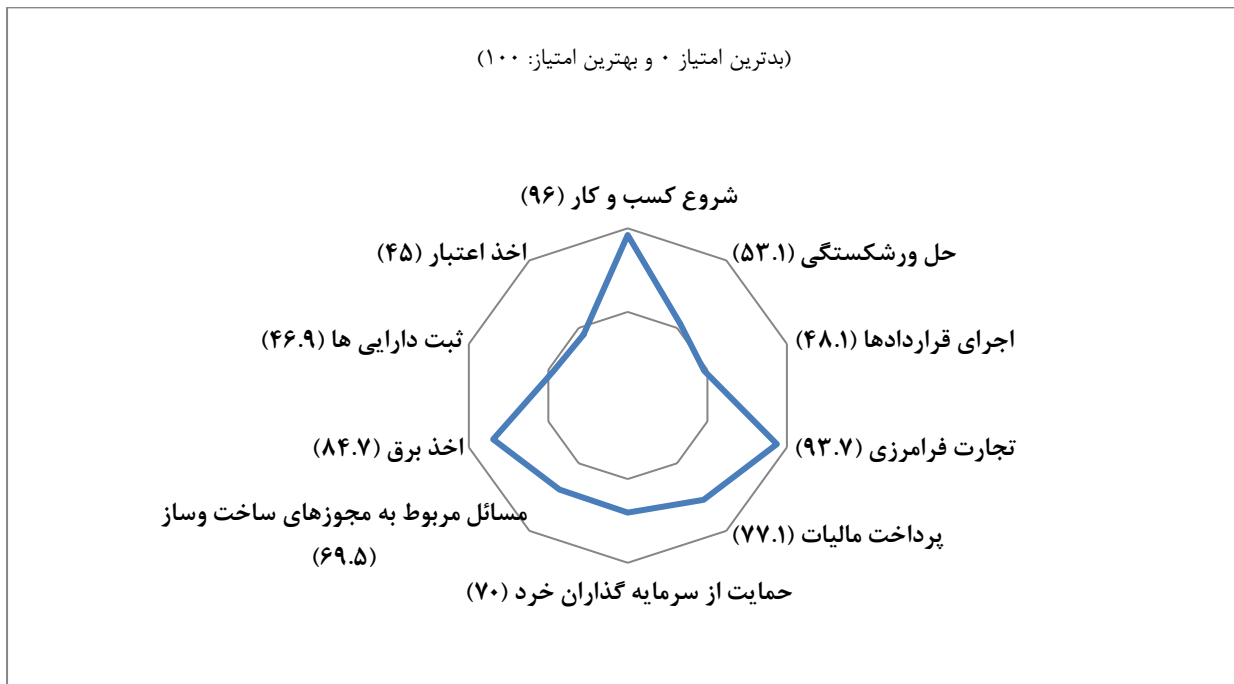 (بدترین امتیاز ۰ و بهترین امتیاز: ۱۰۰)
شروع کسب و کار (۹۶)
حل ورشکستگی (۵۳.۱)
اجرای قراردادها (۴۸.۱)
تجارت فرامرزی (۹۳.۷)
پرداخت مالیات (۷۷.۱)
حمایت از سرمایه گذاران خرد (۷۰)
مسائل مربوط به مجوزهای ساخت وساز
(۶۹.۵)
اخذ برق (۸۴.۷)
ثبت دارایی ها (۴۶.۹)
اخذ اعتبار (۴۵)